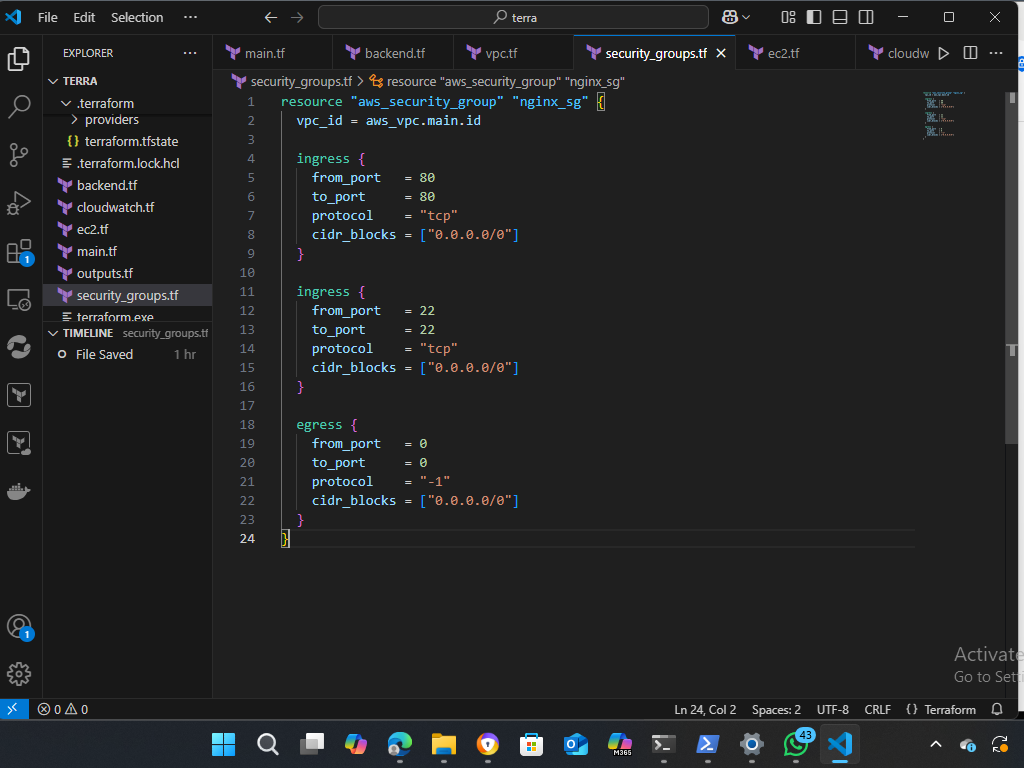 File Edit Selection ··· terra
EXPLORER ···
TERRA
.terraform
providers
{} terraform.tfstate
.terraform.lock.hcl
backend.tf
cloudwatch.tf
ec2.tf
main.tf
outputs.tf
security_groups.tf
terraform.exe
TIMELINE security_groups.tf
File Saved 1 hr
1
1
main.tf backend.tf vpc.tf security_groups.tf ec2.tf cloudw ···
security_groups.tf > resource "aws_security_group" "nginx_sg"
1 resource "aws_security_group" "nginx_sg" {
2 vpc_id = aws_vpc.main.id
3
4 ingress {
5 from_port = 80
6 to_port = 80
7 protocol = "tcp"
8 cidr_blocks = ["0.0.0.0/0"]
9 }
10
11 ingress {
12 from_port = 22
13 to_port = 22
14 protocol = "tcp"
15 cidr_blocks = ["0.0.0.0/0"]
16 }
17
18 egress {
19 from_port = 0
20 to_port = 0
21 protocol = "-1"
22 cidr_blocks = ["0.0.0.0/0"]
23 }
24 }
Activate
Go to Setti
0 0 Ln 24, Col 2 Spaces: 2 UTF-8 CRLF {} Terraform
M365 43